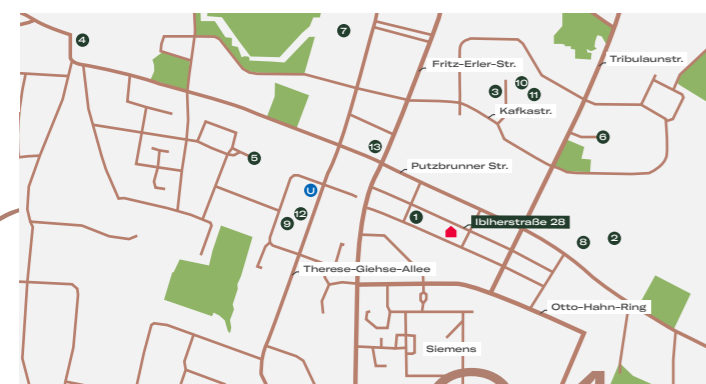 7
4
Fritz-Erler-Str.
Tribulaunstr.
10
3
11
Kafkastr.
6
13
5
Putzbrunner Str.
U
12
9
1
Iblherstraße 28
8
2
Therese-Giehse-Allee
Otto-Hahn-Ring
Siemens